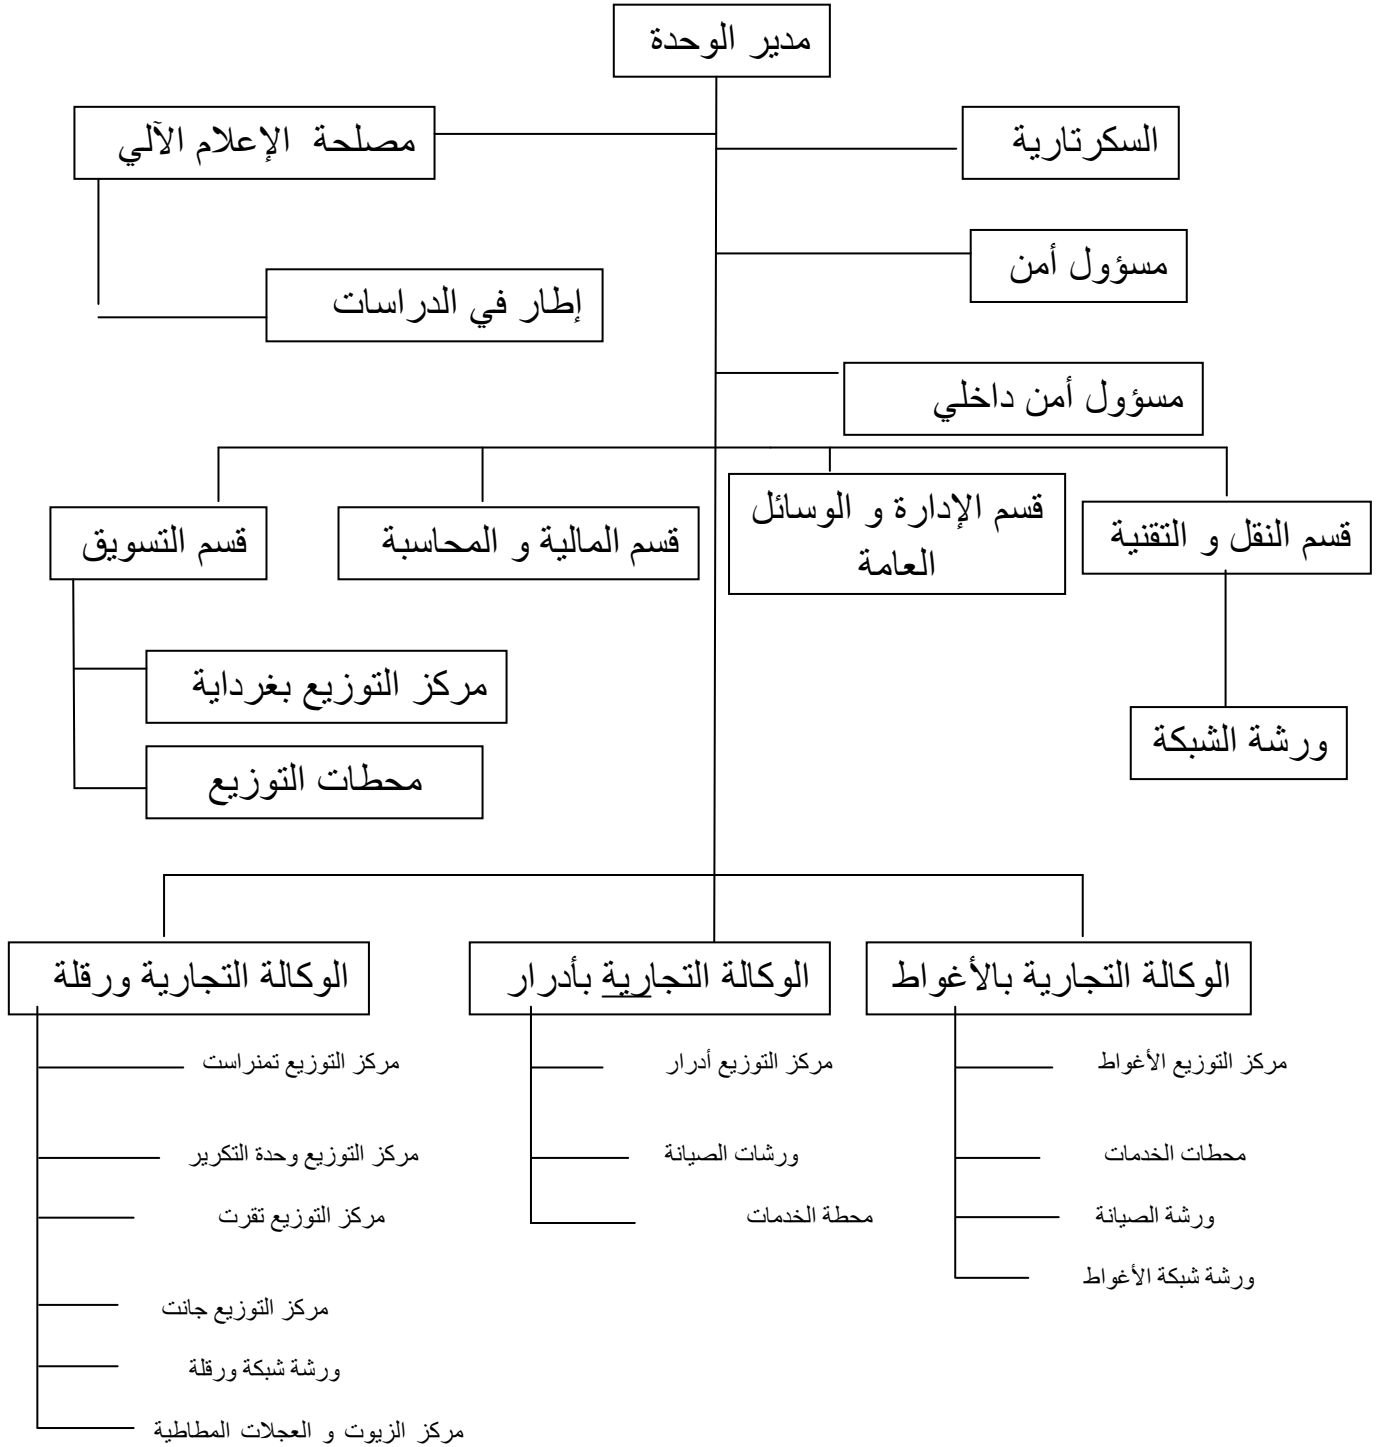 مدير الوحدة
السكرتارية
مصلحة الإعلام الآلي
مسؤول أمن
إطار في الدراسات
مسؤول أمن داخلي
قسم النقل و التقنية
قسم الإدارة و الوسائل
العامة
قسم المالية و المحاسبة
قسم التسويق
مركز التوزيع بغرداية
ورشة الشبكة
محطات التوزيع
الوكالة التجارية بالأغواط
الوكالة التجارية بأدرار
الوكالة التجارية ورقلة
مركز التوزيع الأغواط
محطات الخدمات
ورشة الصيانة
ورشة شبكة الأغواط
مركز التوزيع أدرار
ورشات الصيانة
محطة الخدمات
مركز التوزيع تمنراست
مركز التوزيع وحدة التكرير
مركز التوزيع تقرت
مركز التوزيع جانت
ورشة شبكة ورقلة
مركز الزيوت و العجلات المطاطية